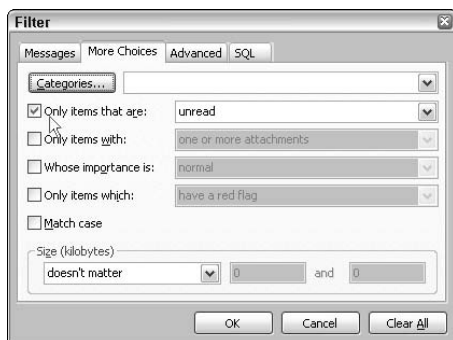 Filter
Messages More Choices Advanced SQL
Categories...
Only items that are: unread
Only items with: one or more attachments
Whose importance is: normal
Only items which: have a red flag
Match case
Size (kilobytes)
doesn't matter 0 and 0
OK Cancel Clear All